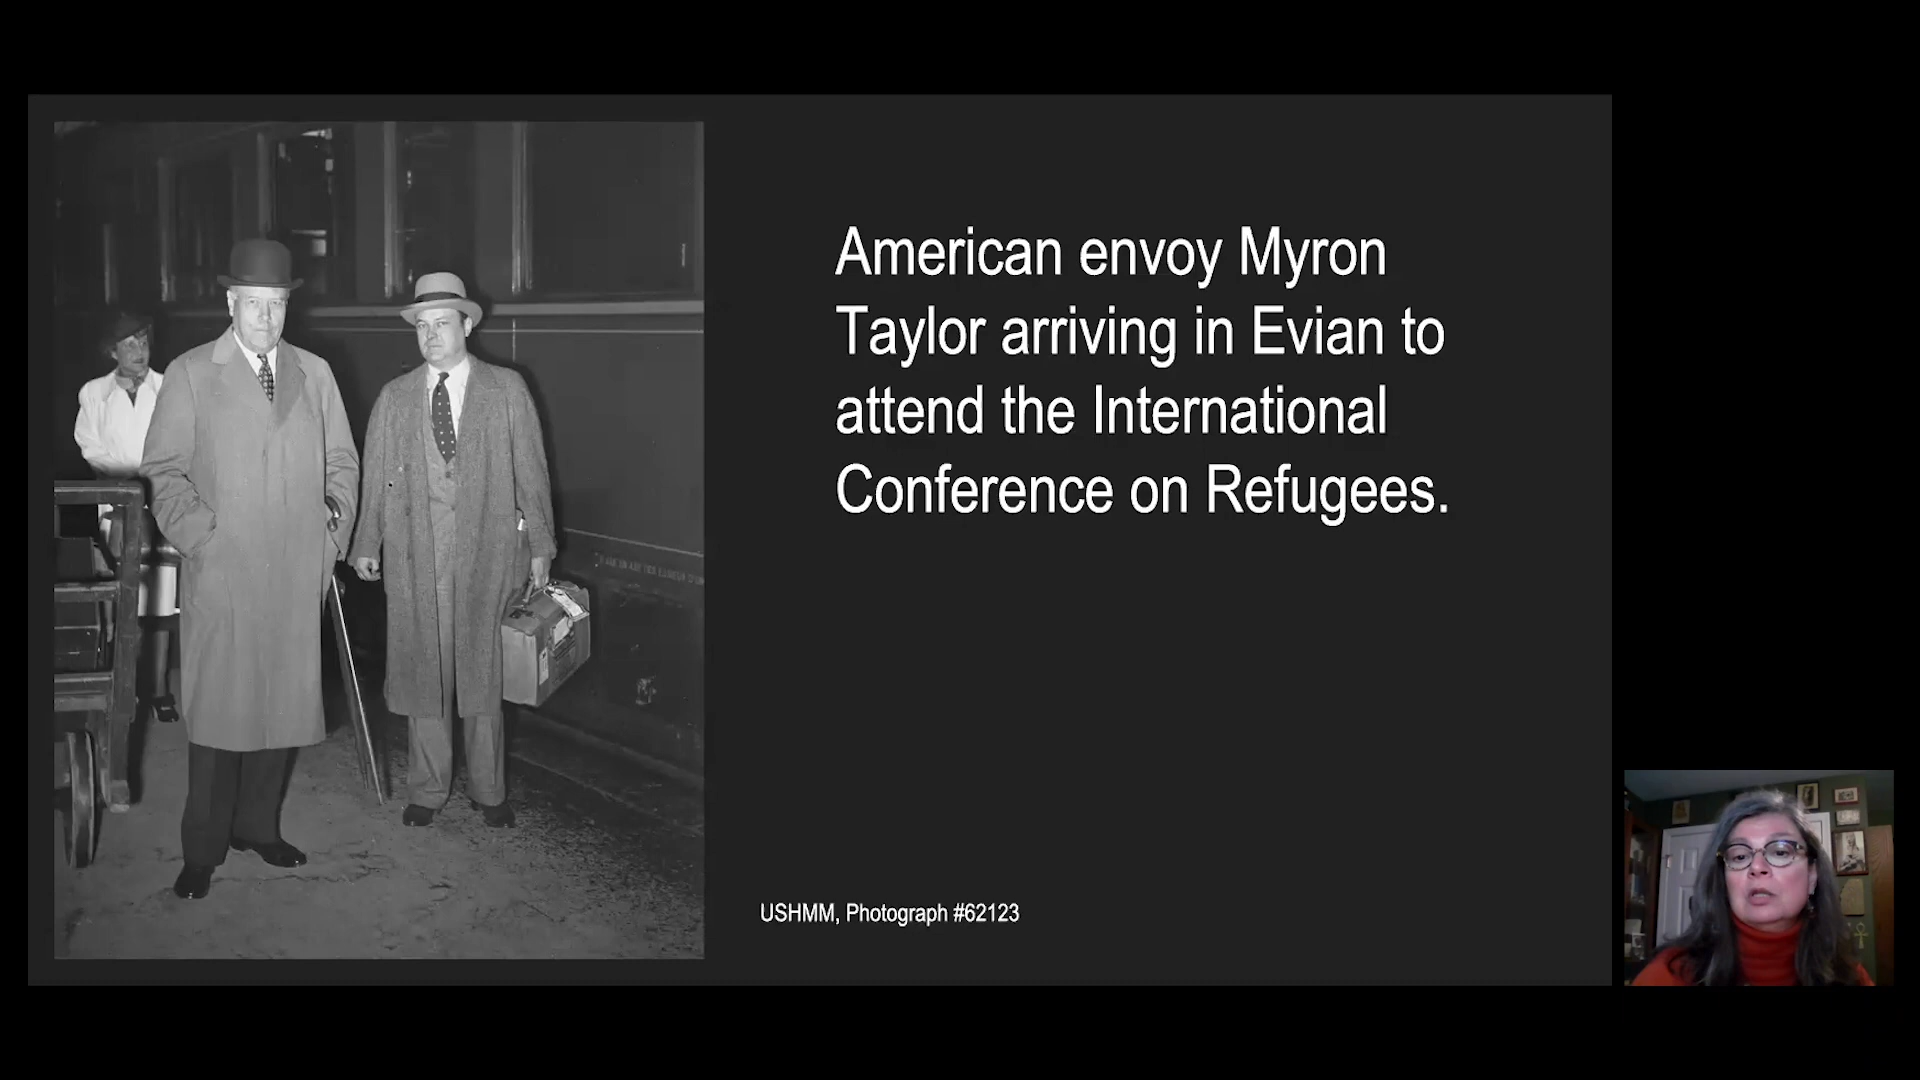 American envoy Myron
Taylor arriving in Evian to
attend the International
Conference on Refugees.
USHMM, Photograph #62123